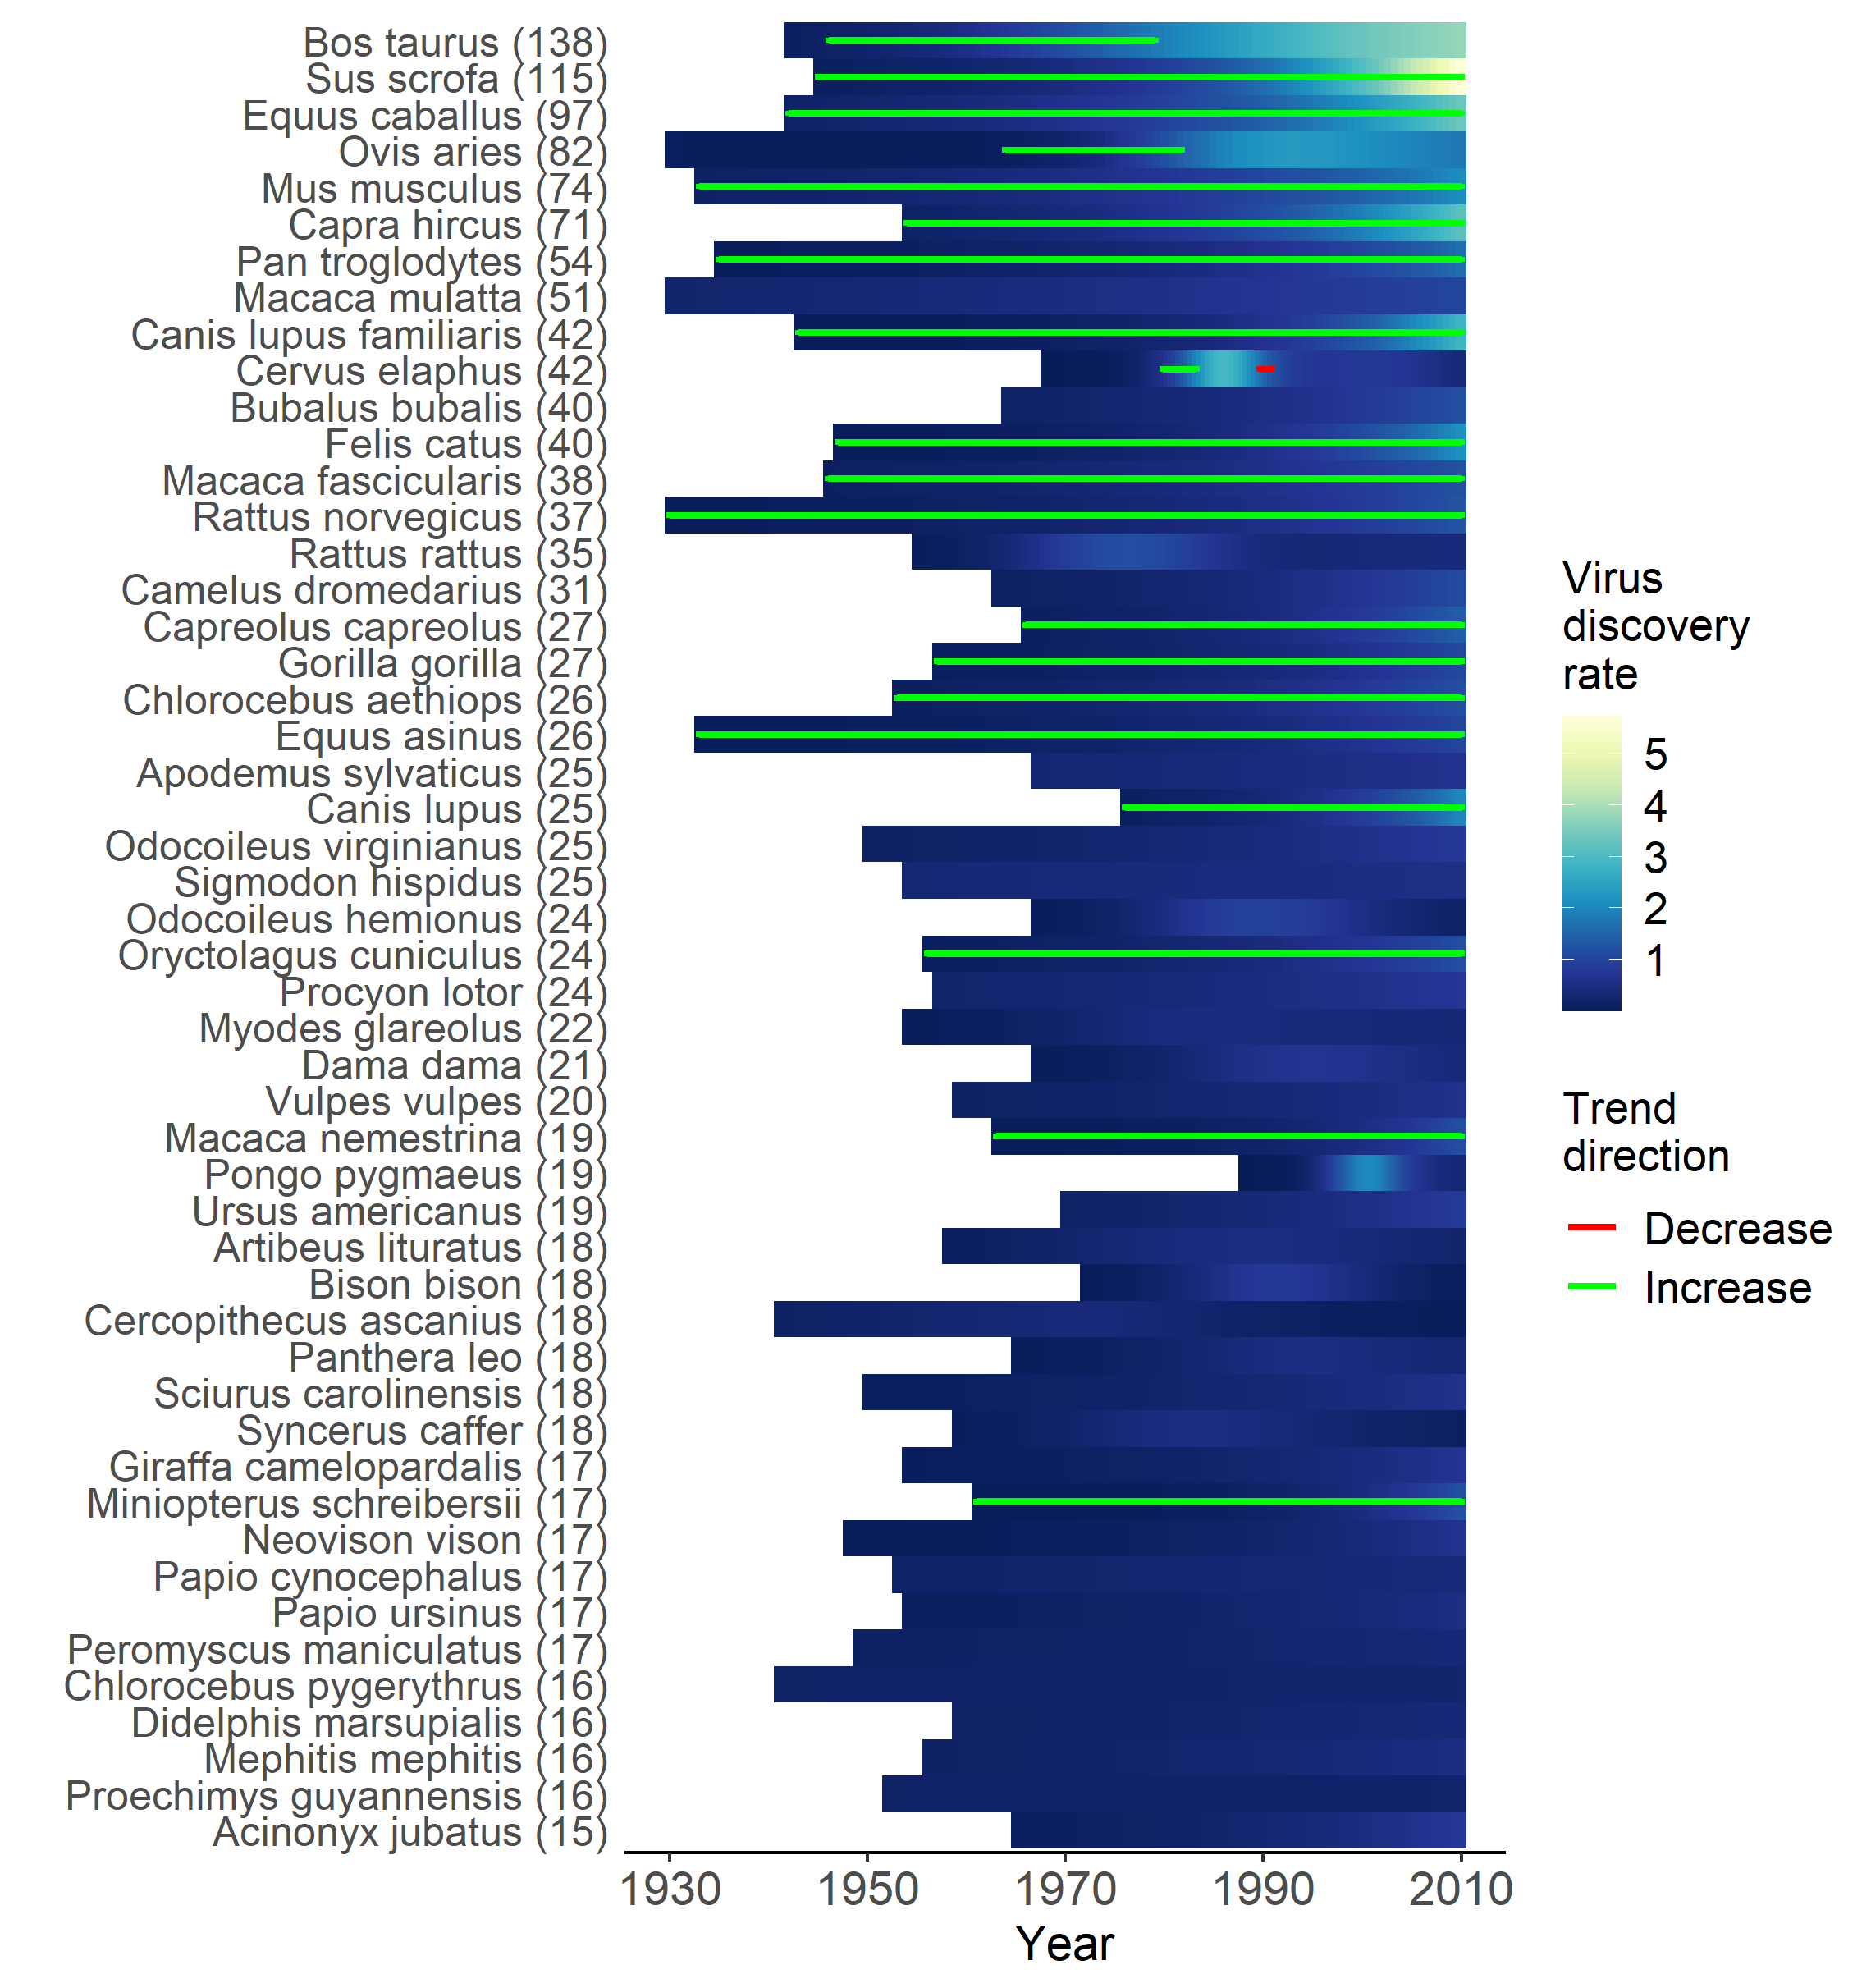 Bos taurus (138)
Sus scrofa (115)
Equus caballus (97)
Ovis aries (82)
Mus musculus (74)
Capra hircus (71)
Pan troglodytes (54)
Macaca mulatta (51)
Canis lupus familiaris (42)
Cervus elaphus (42)
Bubalus bubalis (40)
Felis catus (40)
Macaca fascicularis (38)
Rattus norvegicus (37)
Rattus rattus (35)
Camelus dromedarius (31)
Capreolus capreolus (27)
Gorilla gorilla (27)
Chlorocebus aethiops (26)
Equus asinus (26)
Apodemus sylvaticus (25)
Canis lupus (25)
Odocoileus virginianus (25)
Sigmodon hispidus (25)
Odocoileus hemionus (24)
Oryctolagus cuniculus (24)
Procyon lotor (24)
Myodes glareolus (22)
Dama dama (21)
Vulpes vulpes (20)
Macaca nemestrina (19)
Pongo pygmaeus (19)
Ursus americanus (19)
Artibeus lituratus (18)
Bison bison (18)
Cercopithecus ascanius (18)
Panthera leo (18)
Sciurus carolinensis (18)
Syncerus caffer (18)
Giraffa camelopardalis (17)
Miniopterus schreibersii (17)
Neovison vison (17)
Papio cynocephalus (17)
Papio ursinus (17)
Peromyscus maniculatus (17)
Chlorocebus pygerythrus (16)
Didelphis marsupialis (16)
Mephitis mephitis (16)
Proechimys guyannensis (16)
Acinonyx jubatus (15)
1930 1950 1970 1990 2010
Year
Virus
discovery
rate
5
4
3
2
1
Trend
direction
Decrease
Increase